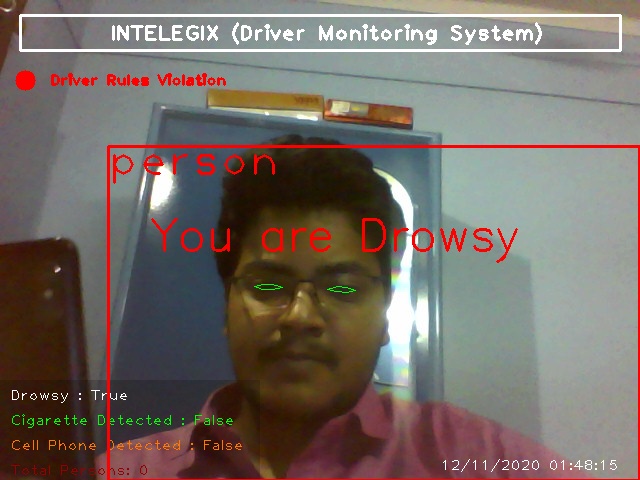 INTELEGIX (Driver Monitoring System)
Driver Rules Violation
person
You are Drowsy
Drowsy : True
Cigarette Detected : False
Cell Phone Detected : False
Total Persons: 0
12/11/2020 01:48:15